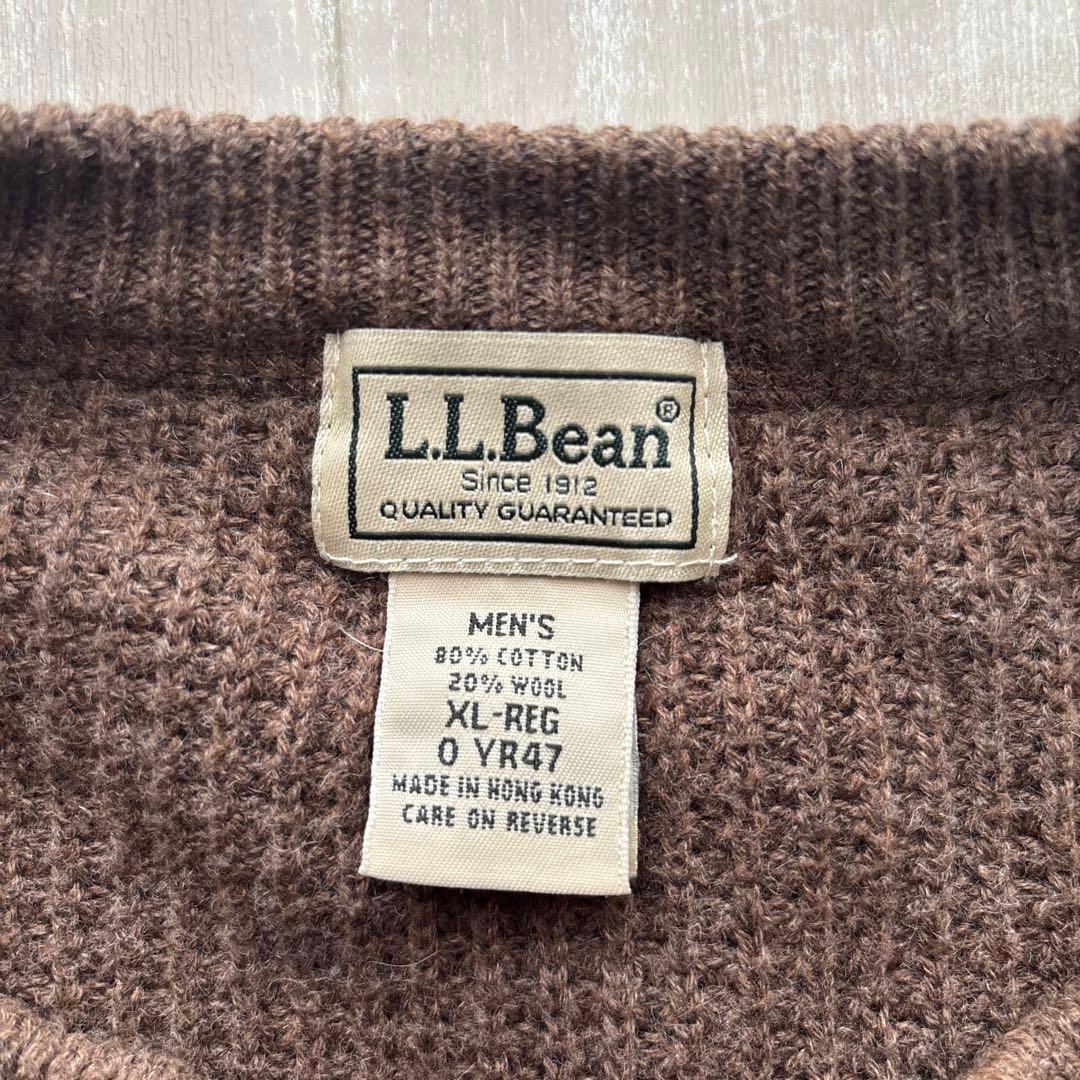 L.L.Bean®
Since 1912
QUALITY GUARANTEED
MEN'S
80% COTTON
20% WOOL
XL-REG
0 YR47
MADE IN HONG KONG
CARE ON REVERSE